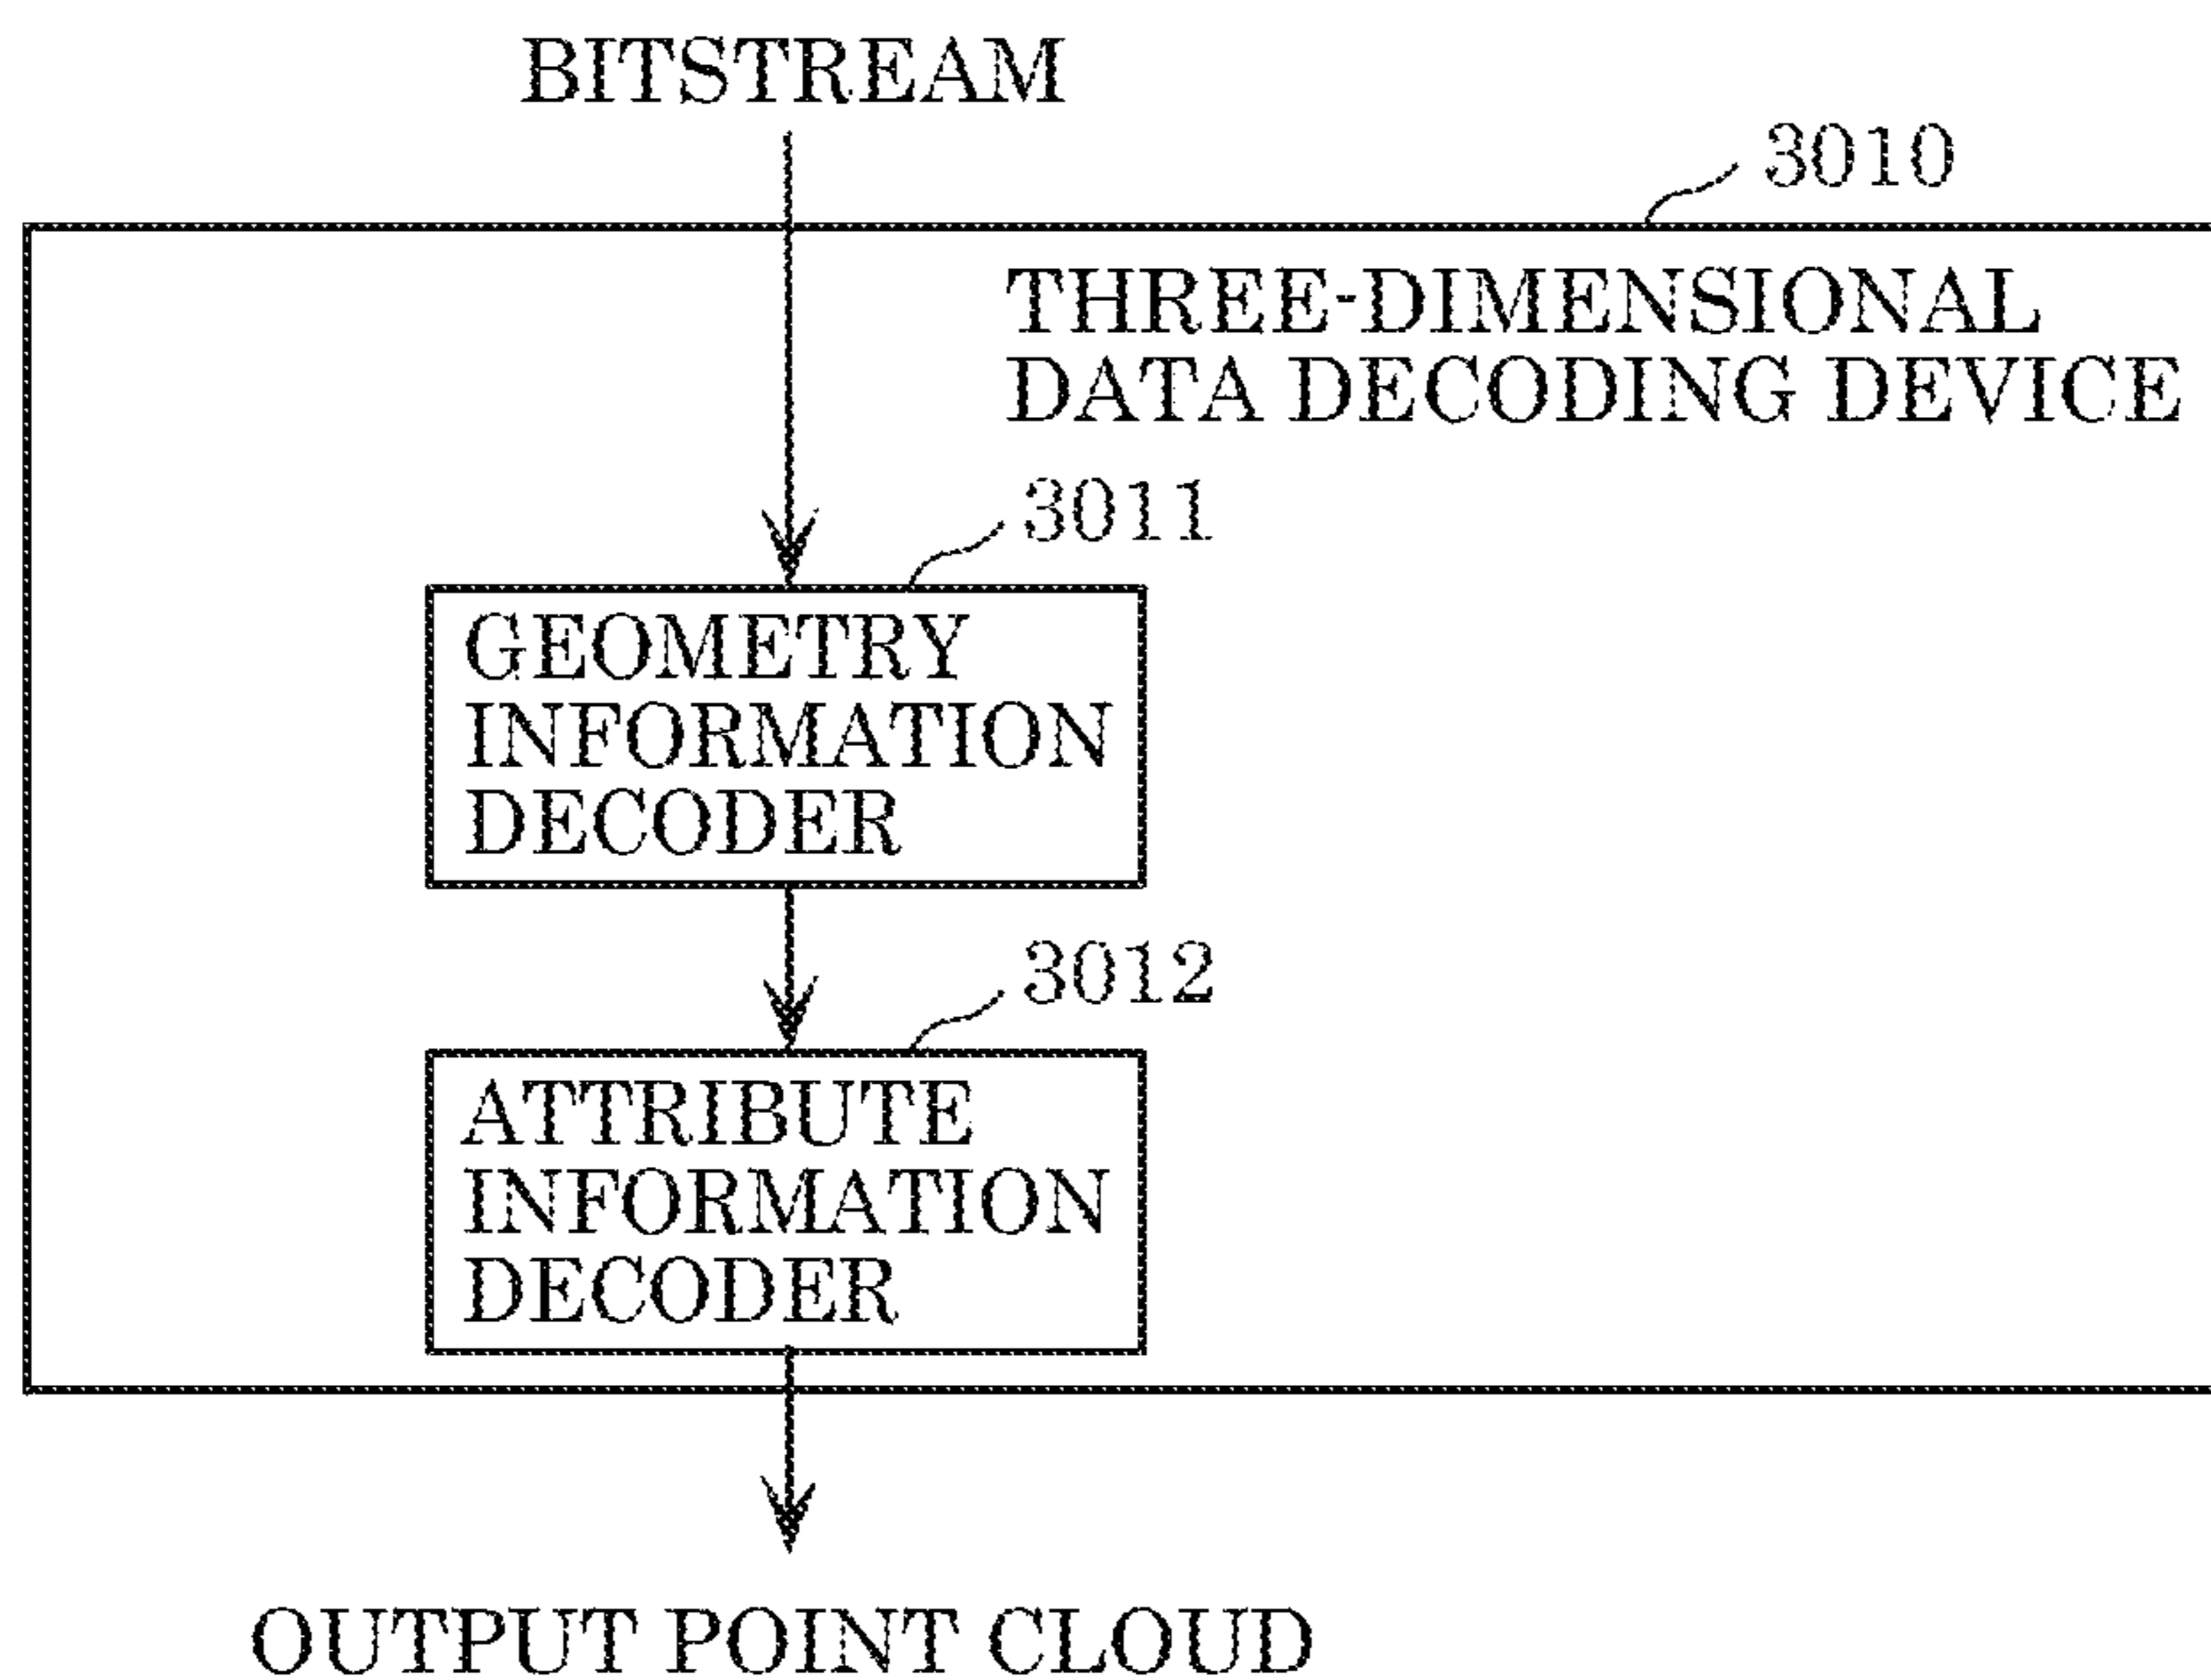 BITSTREAM
3010
THREE-DIMENSIONAL
DATA DECODING DEVICE
3011
GEOMETRY
INFORMATION
DECODER
3012
ATTRIBUTE
INFORMATION
DECODER
OUTPUT POINT CLOUD